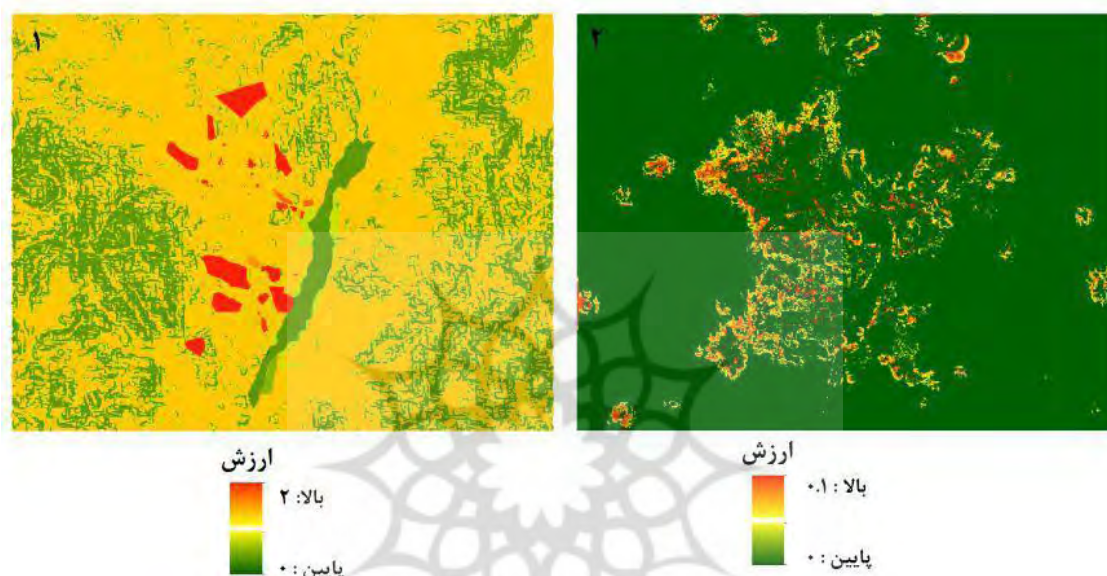 ۱
۲
ارزش
بالا: ۲
پایین : ۰
ارزش
بالا : ۰.۱
پایین : ۰